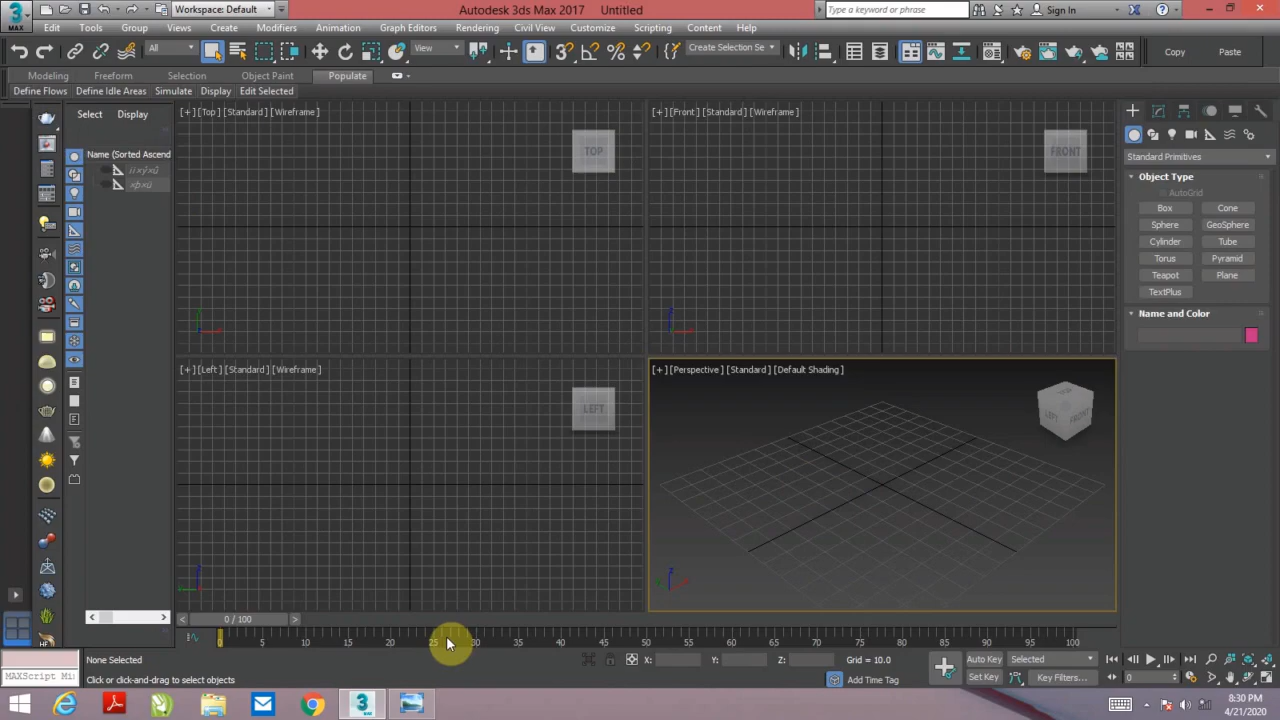 Workspace: Default
Autodesk 3ds Max 2017 Untitled
Type a keyword or phrase
Sign In
MAX
Edit Tools Group Views Create Modifiers Animation Graph Editors Rendering Civil View Customize Scripting Content Help
All
View
Create Selection Se
Copy
Paste
Modeling Freeform Selection Object Paint Populate
Define Flows Define Idle Areas Simulate Display Edit Selected
Select Display
Name (Sorted Ascend
[+] [Top] [Standard] [Wireframe]
TOP
[+] [Front] [Standard] [Wireframe]
FRONT
[+] [Left] [Standard] [Wireframe]
LEFT
[+] [Perspective] [Standard] [Default Shading]
TOP
LEFT FRONT
Standard Primitives
Object Type
AutoGrid
Box Cone
Sphere GeoSphere
Cylinder Tube
Torus Pyramid
Teapot Plane
TextPlus
Name and Color
HF
< 0 / 100 >
0 5 10 15 20 25 30 35 40 45 50 55 60 65 70 75 80 85 90 95 100
None Selected
X: Y: Z: Grid = 10.0
Auto Key Selected
MAXScript Mi
Click or click-and-drag to select objects
Add Time Tag
Set Key Key Filters...
0
8:30 PM
4/21/2020